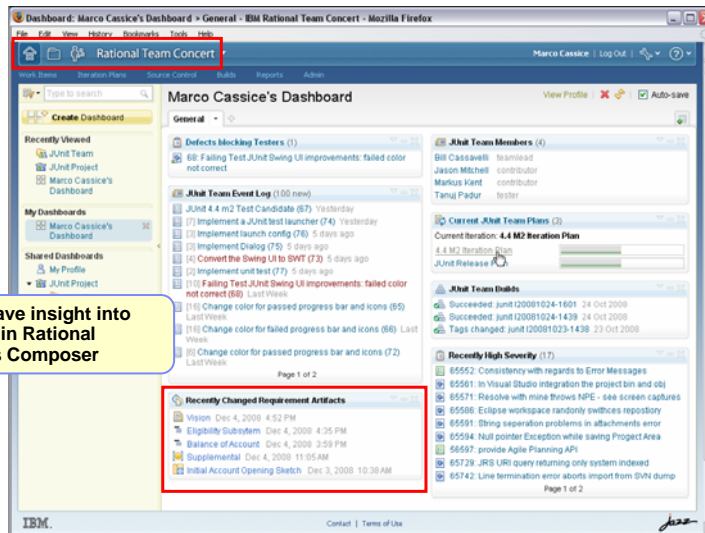 Dashboard: Marco Cassice's Dashboard > General - IBM Rational Team Concert - Mozilla Firefox
File Edit View History Bookmarks Tools Help
Rational Team Concert
Marco Cassice | Log Out |
Work Items Iteration Plans Source Control Builds Reports Admin
Type to search
Create Dashboard
Recently Viewed
JUnit Team
JUnit Project
Marco Cassice's
Dashboard
My Dashboards
Marco Cassice's
Dashboard
Shared Dashboards
My Profile
JUnit Project
ave insight into
in Rational
s Composer
Marco Cassice's Dashboard
View Profile | Auto-save
General
Defects blocking Testers (1)
68: Failing Test JUnit Swing UI improvements: failed color
not correct
JUnit Team Event Log (100 new)
JUnit 4.4 m2 Test Candidate (67) Yesterday
[7] Implement a JUnit test launcher (74) Yesterday
[3] Implement launch config (76) 5 days ago
[3] Implement Dialog (75) 5 days ago
[4] Convert the Swing UI to SWT (73) 5 days ago
[2] Implement unit test (77) 5 days ago
[10] Failing Test JUnit Swing UI improvements: failed color
not correct (68) Last Week
[16] Change color for passed progress bar and icons (65)
Last Week
[16] Change color for failed progress bar and icons (66) Last
Week
[6] Change color for passed progress bar and icons (72)
Last Week
Page 1 of 2
Recently Changed Requirement Artifacts
Vision Dec 4, 2008 4:52 PM
Eligibility Subsytem Dec 4, 2008 4:35 PM
Balance of Account Dec 4, 2008 3:59 PM
Supplemental Dec 4, 2008 11:05 AM
Initial Account Opening Sketch Dec 3, 2008 10:38 AM
JUnit Team Members (4)
Bill Cassavelli teamlead
Jason Mitchell contributor
Markus Kent contributor
Tanuj Padur tester
Current JUnit Team Plans (2)
Current Iteration: 4.4 M2 Iteration Plan
4.4 M2 Iteration Plan
JUnit Release
JUnit Team Builds
Succeeded: junit I20081024-1601 24 Oct 2008
Succeeded: junit I20081024-1439 24 Oct 2008
Tags changed: junit I20081023-1438 23 Oct 2008
Recently High Severity (17)
65552: Consistency with regards to Error Messages
65561: In Visual Studio integration the project bin and obj
65571: Resolve with mine throws NPE - see screen captures
65586: Eclipse workspace randonly swithces repostiory
65591: String seperation problems in attachments error
65594: Null pointer Exception while saving Progect Area
56597: provide Agile Planning API
65729: JRS URI query returning only system indexed
65742: Line termination error aborts import from SVN dump
Page 1 of 2
IBM.
Contact | Terms of Use
jazz